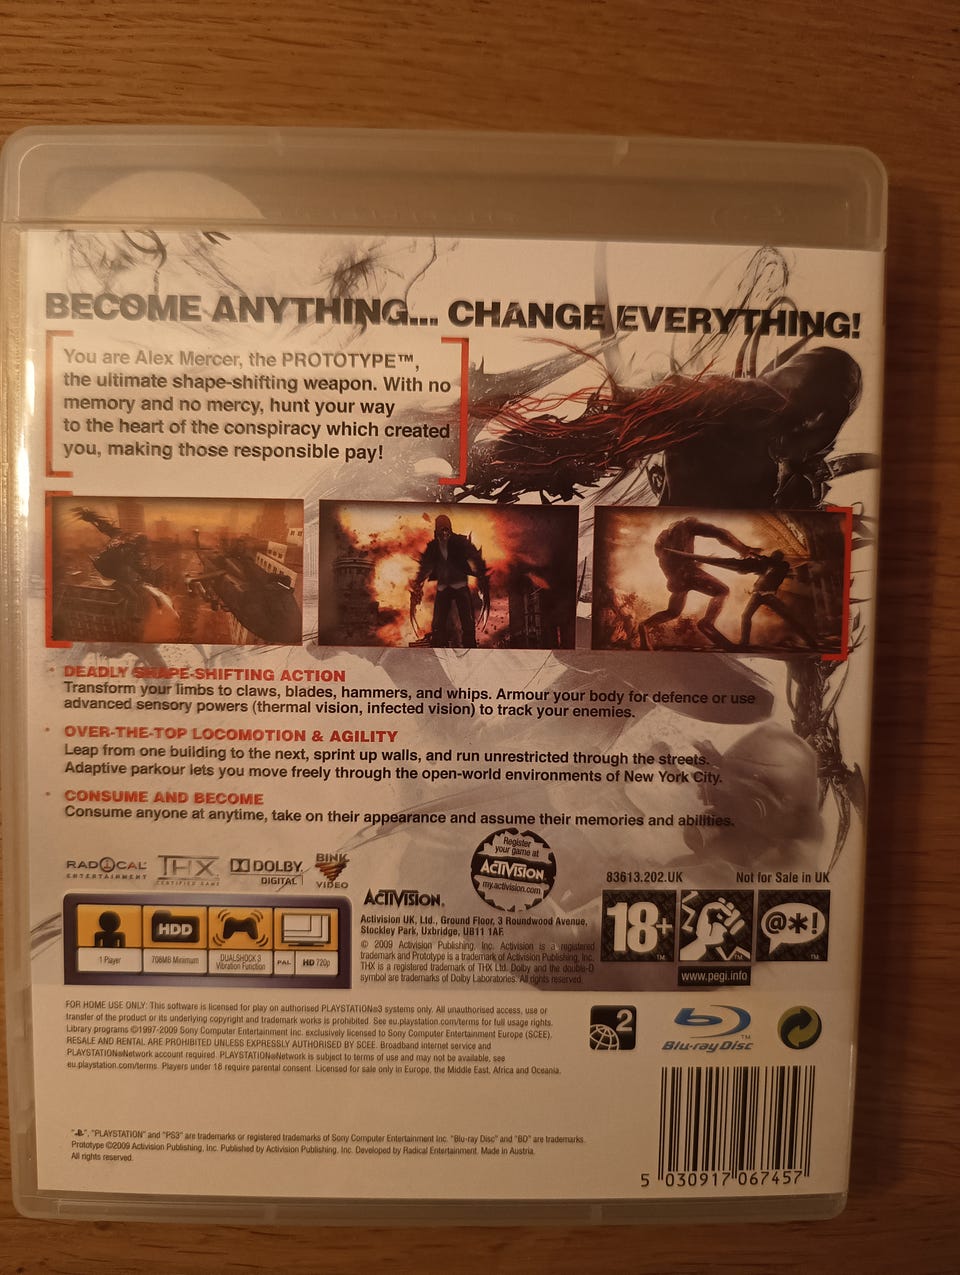 BECOME ANYTHING... CHANGE EVERYTHING!
You are Alex Mercer, the PROTOTYPE™,
the ultimate shape-shifting weapon. With no
memory and no mercy, hunt your way
to the heart of the conspiracy which created
you, making those responsible pay!
DEADLY SHAPE-SHIFTING ACTION
Transform your limbs to claws, blades, hammers, and whips. Armour your body for defence or use
advanced sensory powers (thermal vision, infected vision) to track your enemies.
OVER-THE-TOP LOCOMOTION & AGILITY
Leap from one building to the next, sprint up walls, and run unrestricted through the streets.
Adaptive parkour lets you move freely through the open-world environments of New York City.
CONSUME AND BECOME
Consume anyone at anytime, take on their appearance and assume their memories and abilities.
RADICAL
ENTERTAINMENT
THX
CERTIFIED GAME
DOLBY
DIGITAL
BINK
VIDEO
Register
your game at
ACTIVISION
my.activision.com
83613.202.UK Not for Sale in UK
ACTIVISION.
Activision UK, Ltd., Ground Floor, 3 Roundwood Avenue,
Stockley Park, Uxbridge, UB11 1AF.
© 2009 Activision Publishing, Inc. Activision is a registered
trademark and Prototype is a trademark of Activision Publishing, Inc.
THX is a registered trademark of THX Ltd. Dolby and the double-D
symbol are trademarks of Dolby Laboratories. All rights reserved.
HDD
1 Player
708MB Minimum
DUALSHOCK 3
Vibration Function
PAL
HD 720p
18+™
@*!
www.pegi.info
FOR HOME USE ONLY: This software is licensed for play on authorised PLAYSTATION®3 systems only. All unauthorised access, use or
transfer of the product or its underlying copyright and trademark works is prohibited. See eu.playstation.com/terms for full usage rights.
Library programs ©1997-2009 Sony Computer Entertainment Inc. exclusively licensed to Sony Computer Entertainment Europe (SCEE).
RESALE AND RENTAL ARE PROHIBITED UNLESS EXPRESSLY AUTHORISED BY SCEE. Broadband internet service and
PLAYSTATION®Network account required. PLAYSTATION®Network is subject to terms of use and may not be available, see
eu.playstation.com/terms. Players under 18 require parental consent. Licensed for sale only in Europe, the Middle East, Africa and Oceania.
2
Blu-ray Disc™
", "PLAYSTATION" and "PS3" are trademarks or registered trademarks of Sony Computer Entertainment Inc. "Blu-ray Disc" and "BD" are trademarks.
Prototype ©2009 Activision Publishing, Inc. Published by Activision Publishing, Inc. Developed by Radical Entertainment. Made in Austria.
All rights reserved.
5 030917 067457